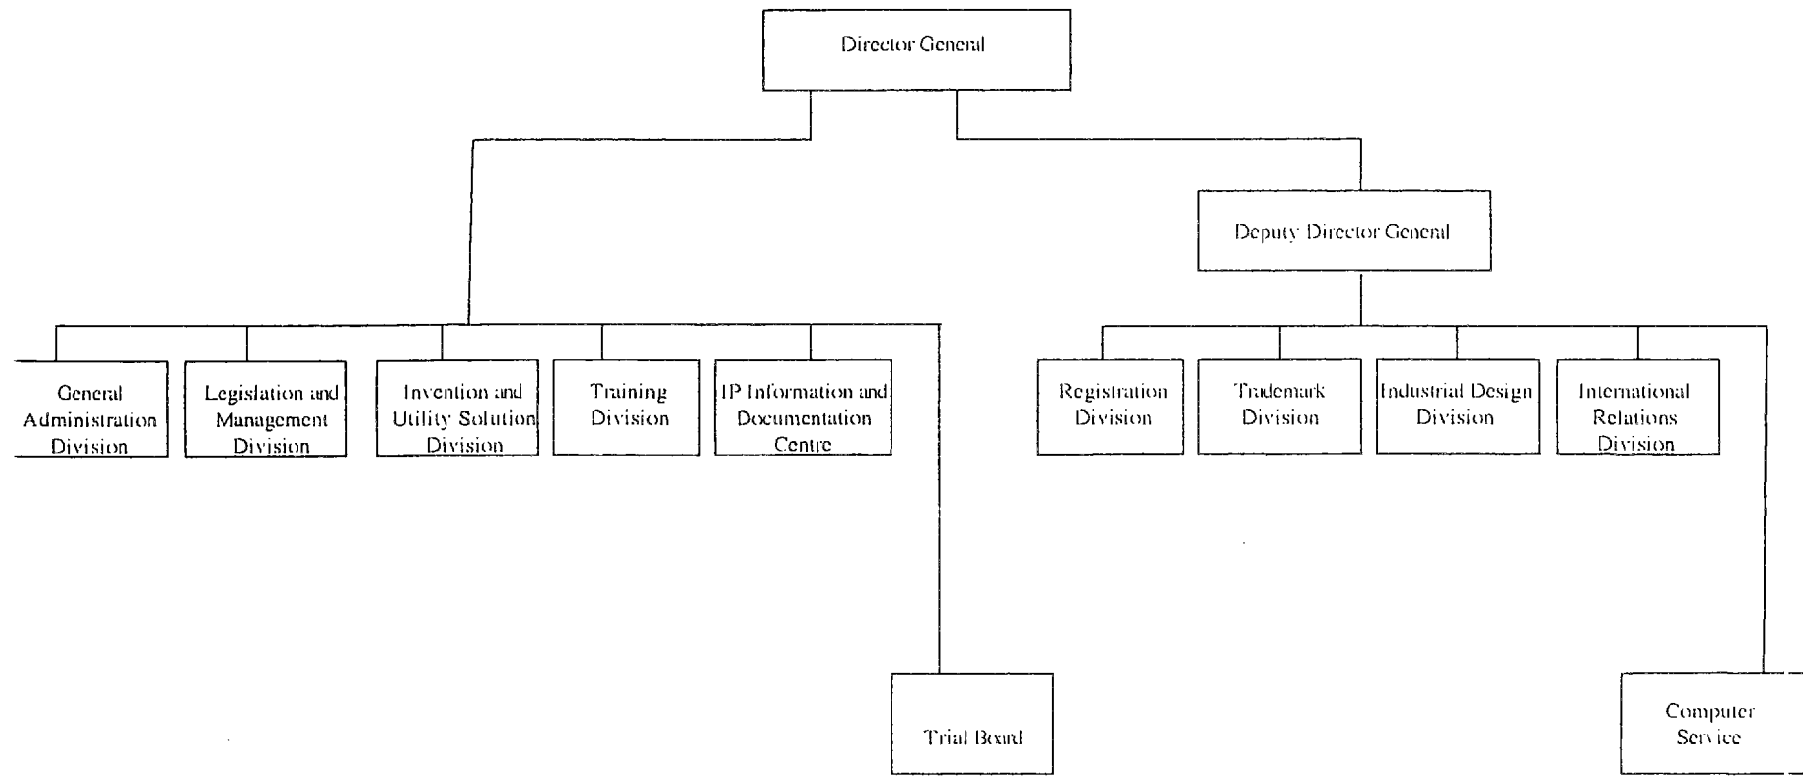 Director General
Deputy Director General
General
Administration
Division
Legislation and
Management
Division
Invention and
Utility Solution
Division
Training
Division
IP Information and
Documentation
Centre
Registration
Division
Trademark
Division
Industrial Design
Division
International
Relations
Division
Trial Board
Computer
Service